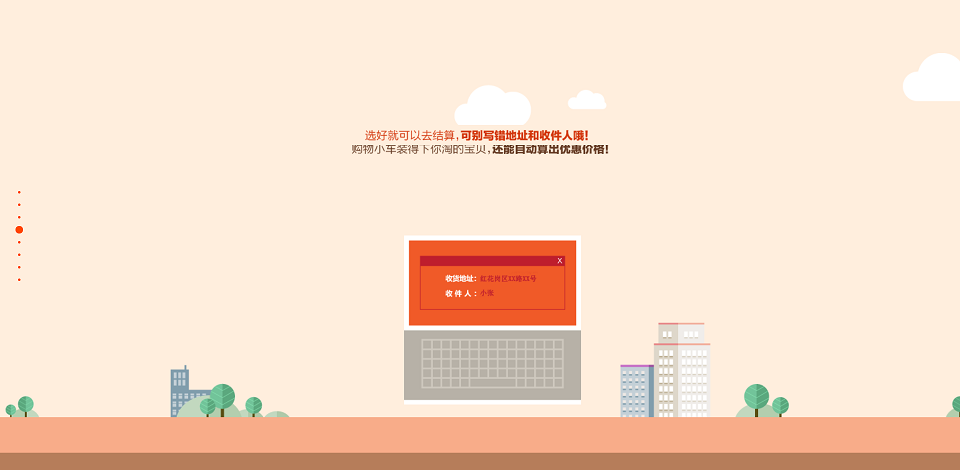 选好就可以去结算，可别写错地址和收件人哦！
购物小车装得下你淘的宝贝，还能自动算出优惠价格！
X
收货地址：红花岗区XX路XX号
收 件 人：小张